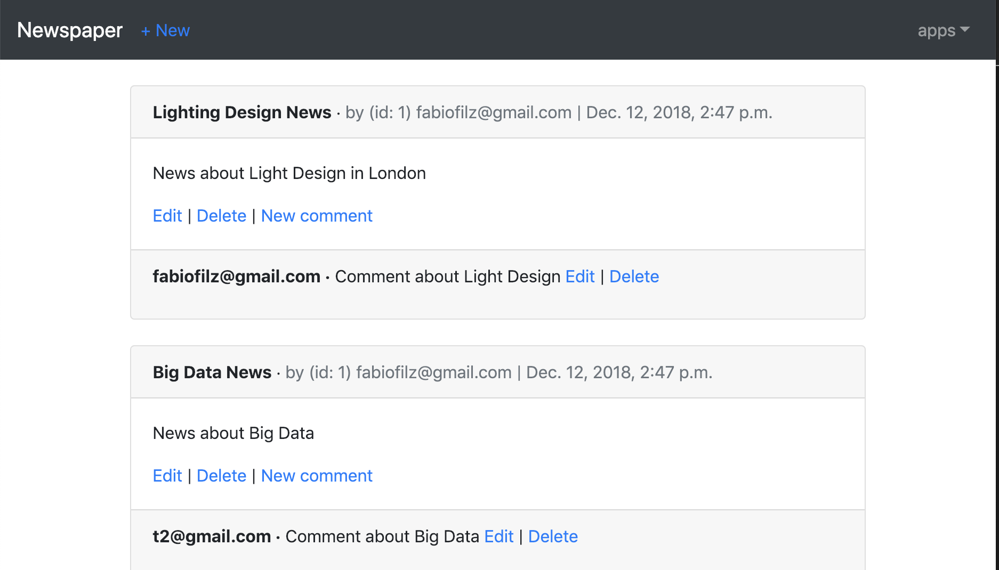 Newspaper + New apps
Lighting Design News · by (id: 1) fabiofilz@gmail.com | Dec. 12, 2018, 2:47 p.m.
News about Light Design in London
Edit | Delete | New comment
fabiofilz@gmail.com · Comment about Light Design Edit | Delete
Big Data News · by (id: 1) fabiofilz@gmail.com | Dec. 12, 2018, 2:47 p.m.
News about Big Data
Edit | Delete | New comment
t2@gmail.com · Comment about Big Data Edit | Delete